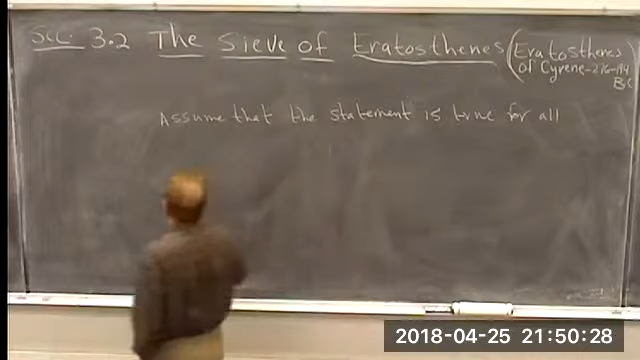 Sec. 3.2 The Sieve of Eratosthenes (Eratosthenes
of Cyrene-276-194
BC
Assume that the statement is true for all
2018-04-25 21:50:28